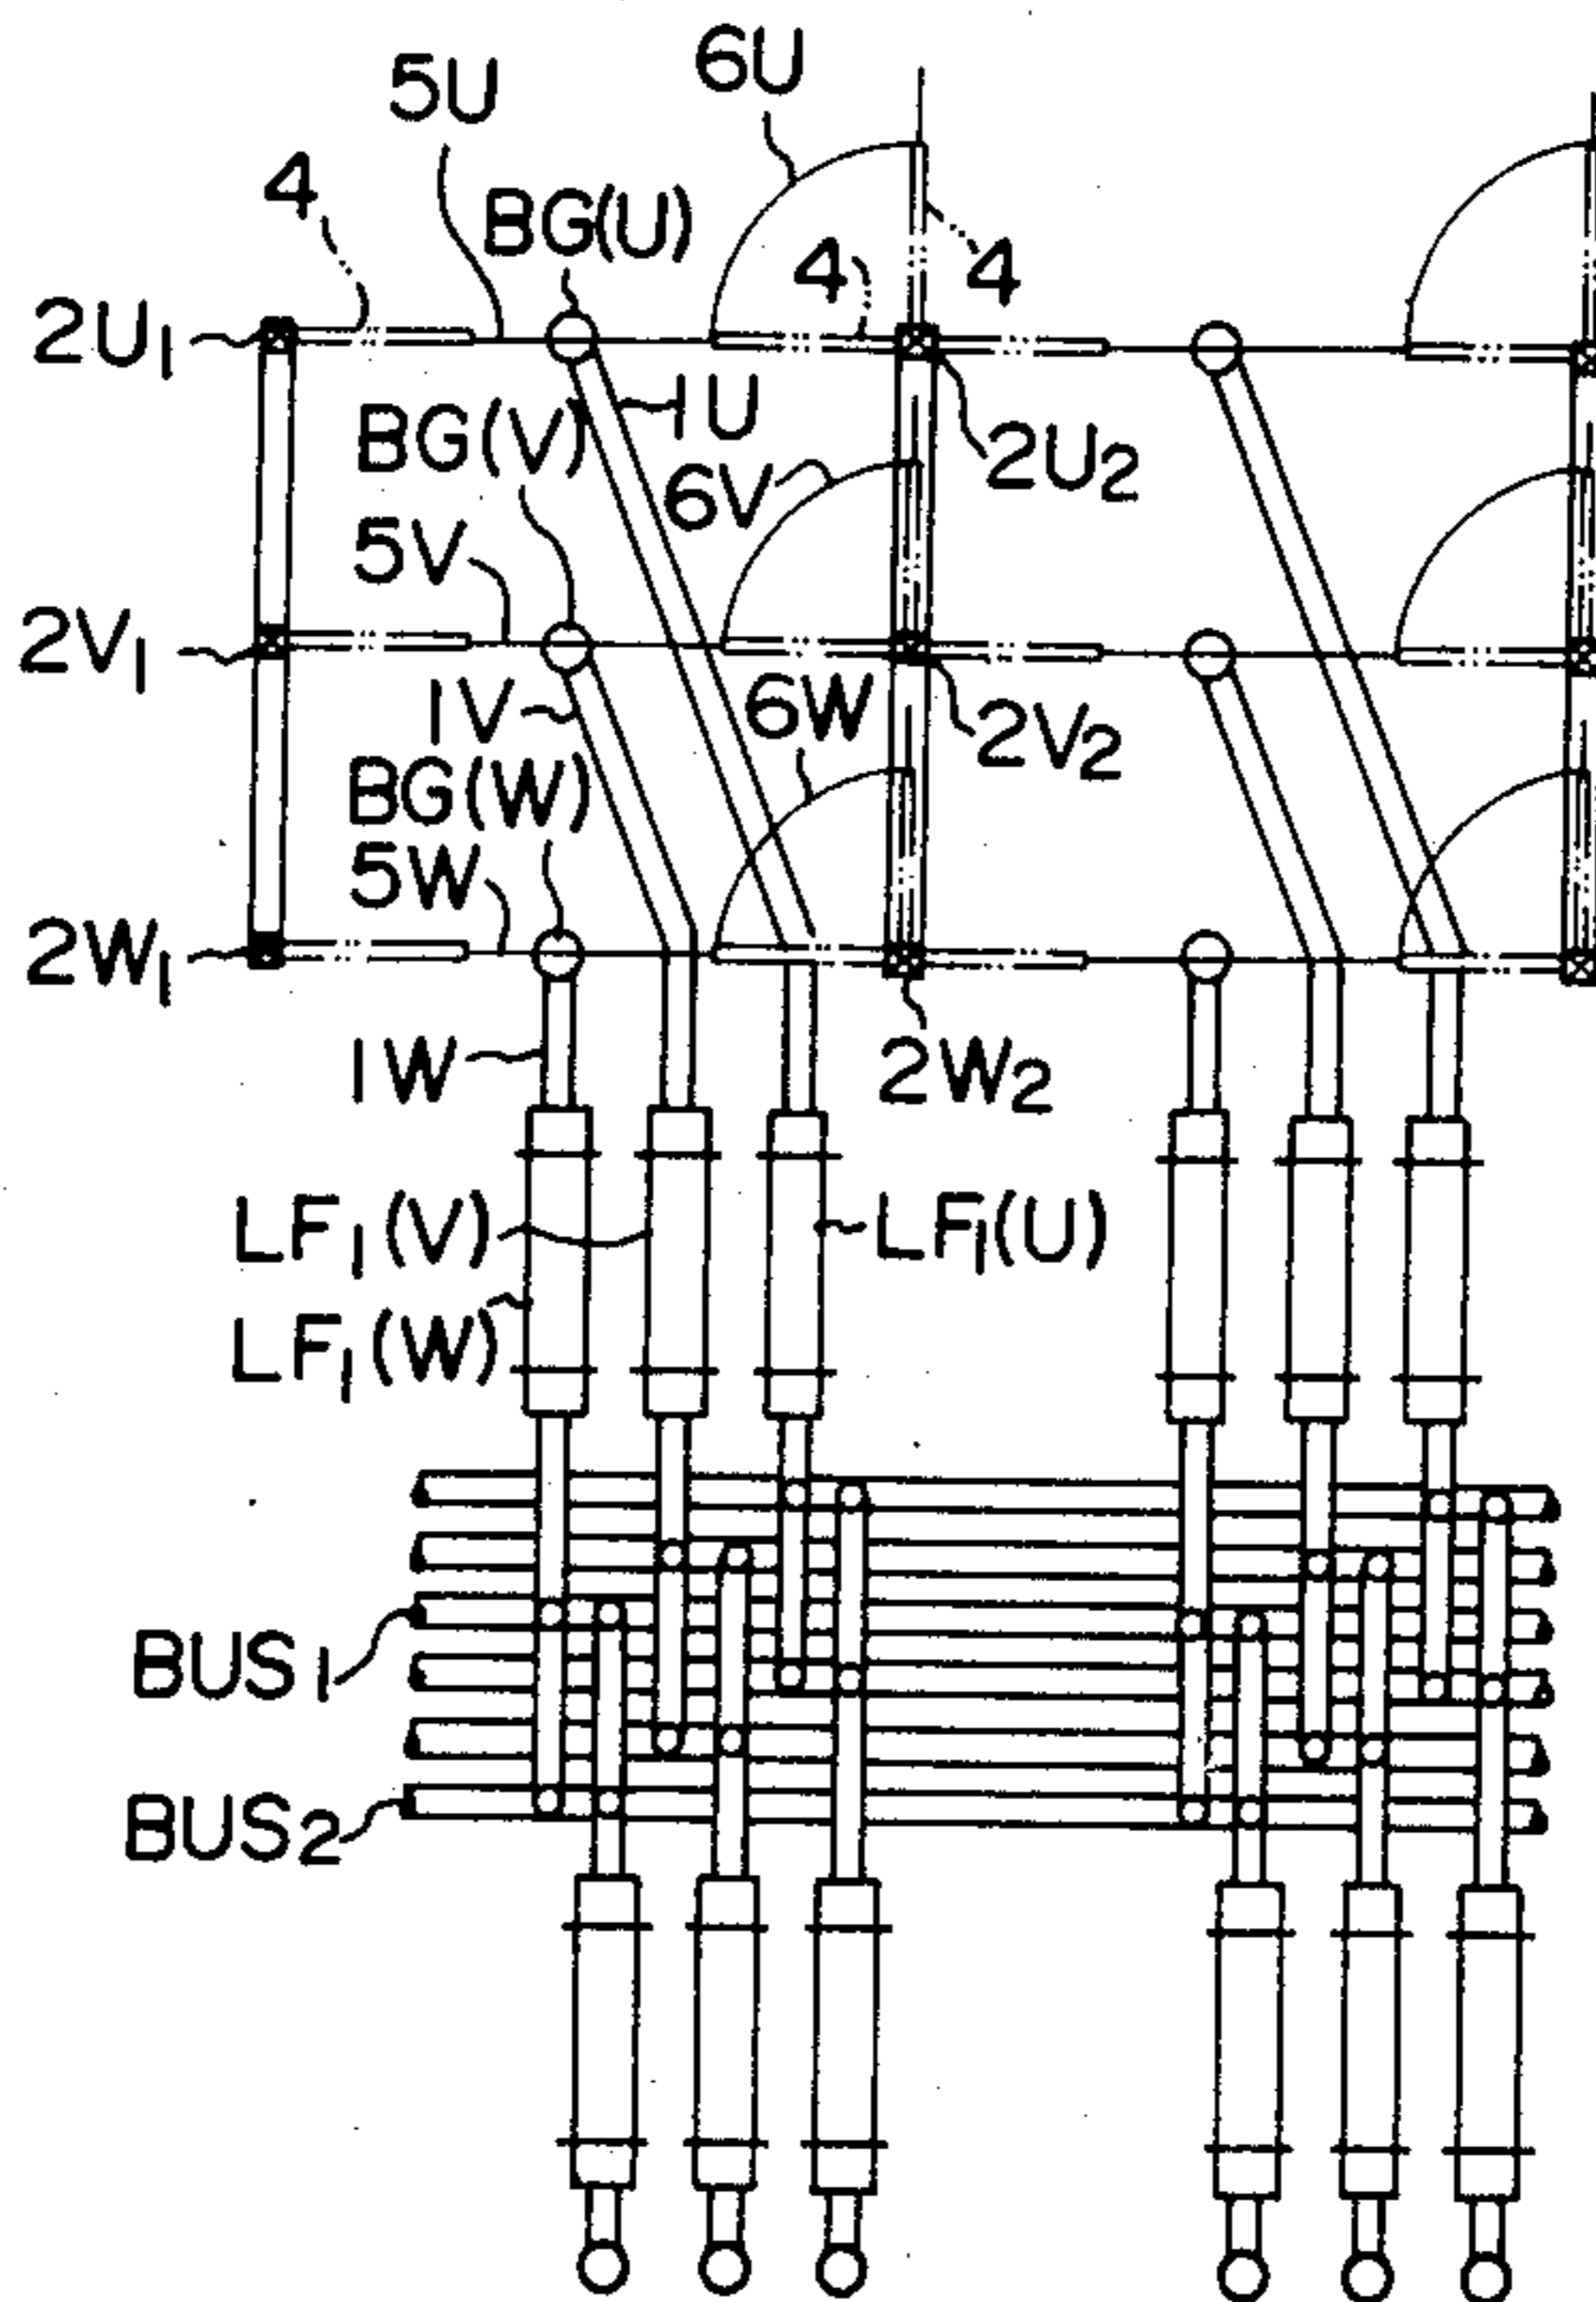 6U
5U
4
BG(U)
4
4
2U1
1U
BG(V)
2U2
6V
5V
2V1
6W
1V
2V2
BG(W)
5W
2W1
1W
2W2
LF1(V)
LF1(U)
LF1(W)
BUS1
BUS2